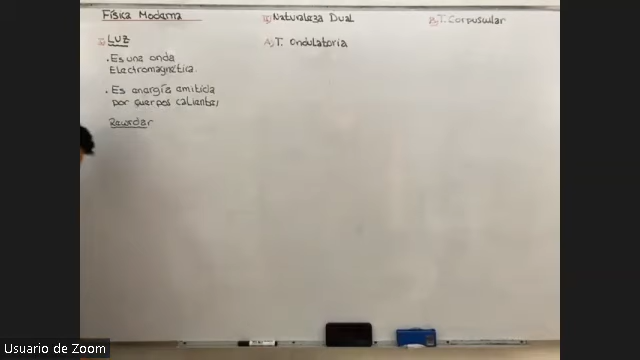 Física Moderna
I) LUZ
. Es una onda
Electromagnética.
. Es energía emitida
por cuerpos calientes
Recordar
II) Naturaleza Dual
A) T. Ondulatoria
B) T. Corpuscular
Usuario de Zoom